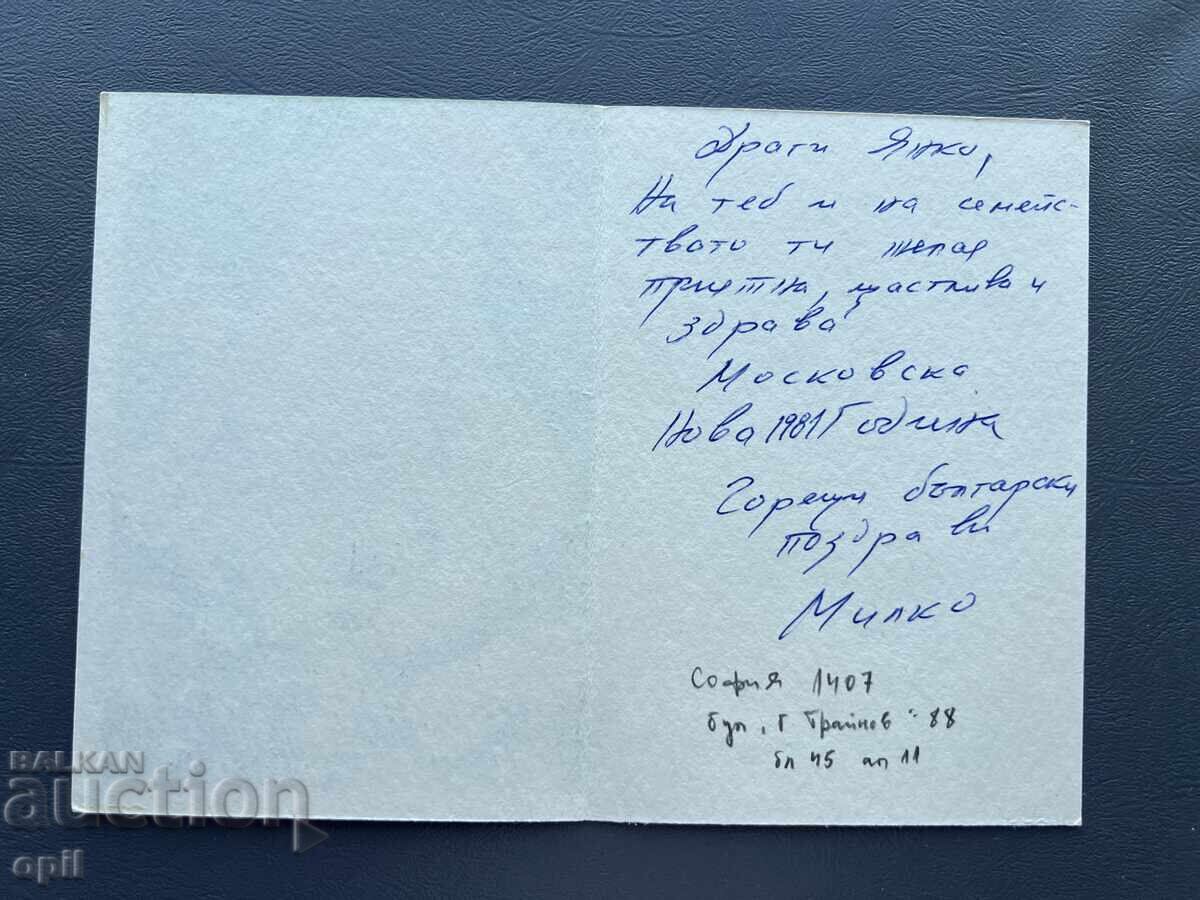 Драги Янко,
На теб и на семейс-
твото ти желая
приятна, щастлива и
здрава
Московска
Нова 1981 Година
Горещи български
поздрави
Милко
София 1407
бул. "Г. Трайков" 88
бл 45 ап 11
BALKAN
auction
opil